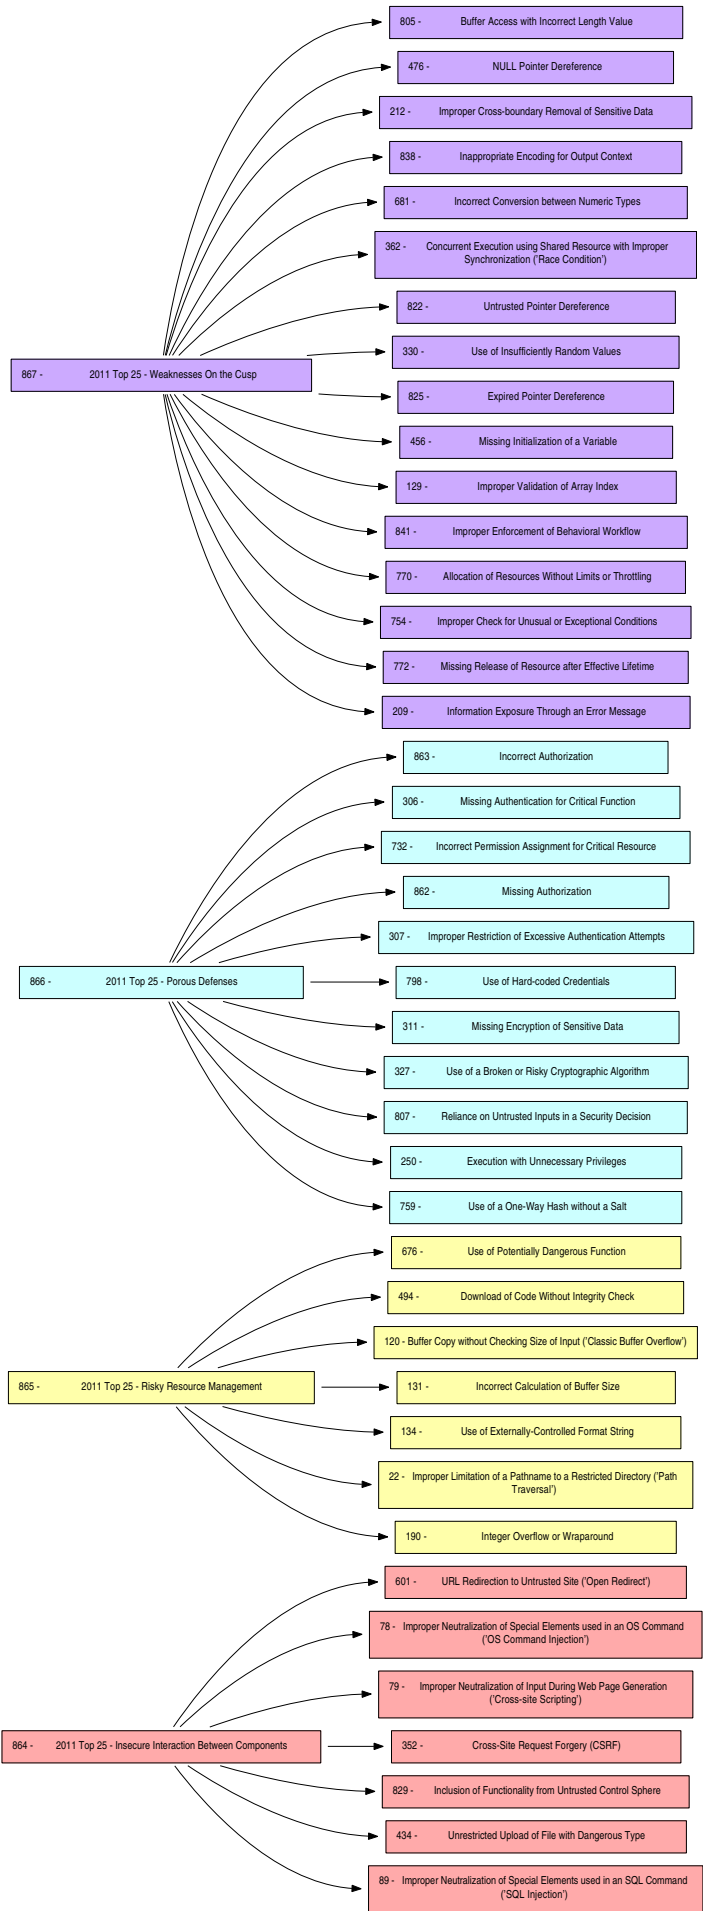 805 - Buffer Access with Incorrect Length Value
476 - NULL Pointer Dereference
212 - Improper Cross-boundary Removal of Sensitive Data
838 - Inappropriate Encoding for Output Context
681 - Incorrect Conversion between Numeric Types
362 - Concurrent Execution using Shared Resource with Improper
Synchronization ('Race Condition')
822 - Untrusted Pointer Dereference
330 - Use of Insufficiently Random Values
867 - 2011 Top 25 - Weaknesses On the Cusp
825 - Expired Pointer Dereference
456 - Missing Initialization of a Variable
129 - Improper Validation of Array Index
841 - Improper Enforcement of Behavioral Workflow
770 - Allocation of Resources Without Limits or Throttling
754 - Improper Check for Unusual or Exceptional Conditions
772 - Missing Release of Resource after Effective Lifetime
209 - Information Exposure Through an Error Message
863 - Incorrect Authorization
306 - Missing Authentication for Critical Function
732 - Incorrect Permission Assignment for Critical Resource
862 - Missing Authorization
307 - Improper Restriction of Excessive Authentication Attempts
866 - 2011 Top 25 - Porous Defenses
798 - Use of Hard-coded Credentials
311 - Missing Encryption of Sensitive Data
327 - Use of a Broken or Risky Cryptographic Algorithm
807 - Reliance on Untrusted Inputs in a Security Decision
250 - Execution with Unnecessary Privileges
759 - Use of a One-Way Hash without a Salt
676 - Use of Potentially Dangerous Function
494 - Download of Code Without Integrity Check
120 - Buffer Copy without Checking Size of Input ('Classic Buffer Overflow')
865 - 2011 Top 25 - Risky Resource Management
131 - Incorrect Calculation of Buffer Size
134 - Use of Externally-Controlled Format String
22 - Improper Limitation of a Pathname to a Restricted Directory ('Path
Traversal')
190 - Integer Overflow or Wraparound
601 - URL Redirection to Untrusted Site ('Open Redirect')
78 - Improper Neutralization of Special Elements used in an OS Command
('OS Command Injection')
79 - Improper Neutralization of Input During Web Page Generation
('Cross-site Scripting')
864 - 2011 Top 25 - Insecure Interaction Between Components
352 - Cross-Site Request Forgery (CSRF)
829 - Inclusion of Functionality from Untrusted Control Sphere
434 - Unrestricted Upload of File with Dangerous Type
89 - Improper Neutralization of Special Elements used in an SQL Command
('SQL Injection')